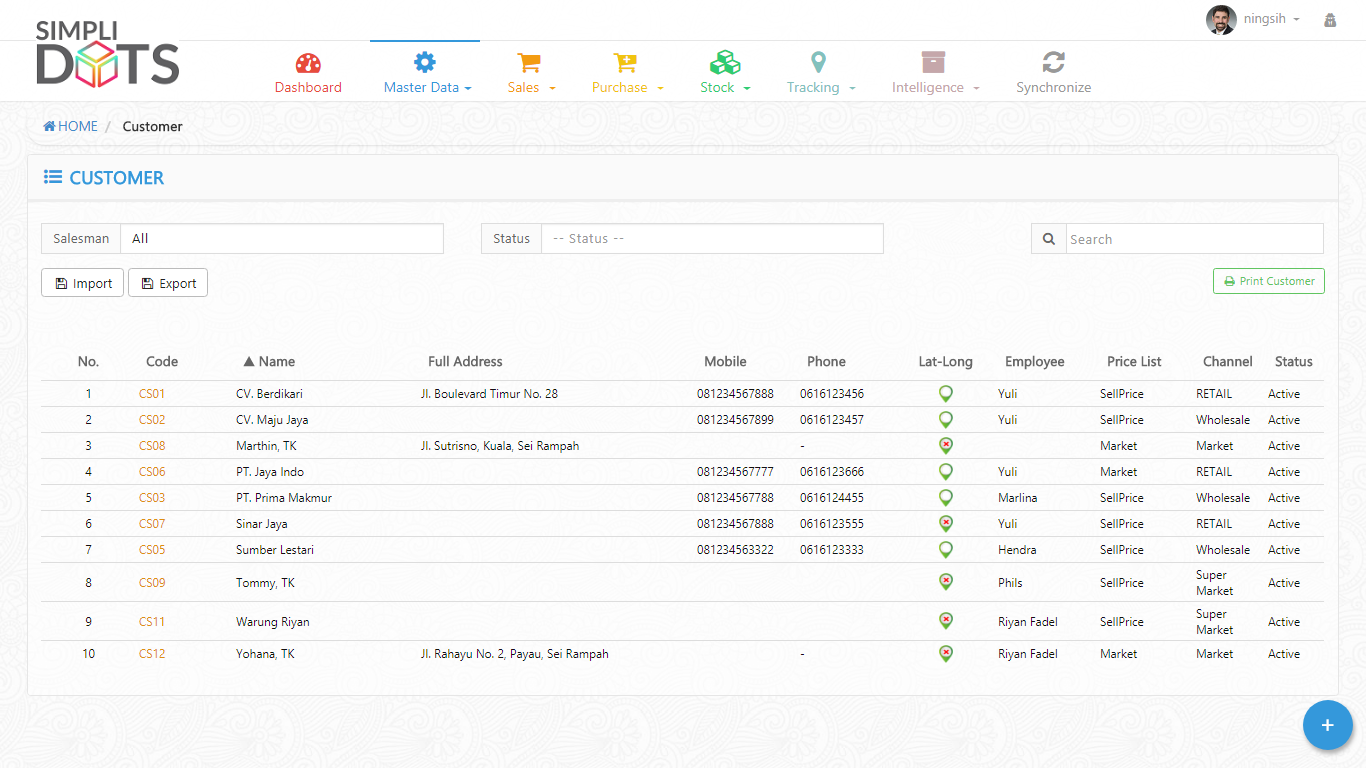 SIMPLI
DOTS
ningsih
Dashboard Master Data Sales Purchase Stock Tracking Intelligence Synchronize
HOME / Customer
CUSTOMER
Salesman All Status -- Status -- Search
Import Export Print Customer
No. Code ▲ Name Full Address Mobile Phone Lat-Long Employee Price List Channel Status
1 CS01 CV. Berdikari Jl. Boulevard Timur No. 28 081234567888 0616123456 Yuli SellPrice RETAIL Active
2 CS02 CV. Maju Jaya 081234567899 0616123457 Yuli SellPrice Wholesale Active
3 CS08 Marthin, TK Jl. Sutrisno, Kuala, Sei Rampah - Market Market Active
4 CS06 PT. Jaya Indo 081234567777 0616123666 Yuli Market RETAIL Active
5 CS03 PT. Prima Makmur 081234567788 0616124455 Marlina SellPrice Wholesale Active
6 CS07 Sinar Jaya 081234567888 0616123555 Yuli SellPrice RETAIL Active
7 CS05 Sumber Lestari 081234563322 0616123333 Hendra SellPrice Wholesale Active
8 CS09 Tommy, TK Phils SellPrice Super Market Active
9 CS11 Warung Riyan Riyan Fadel SellPrice Super Market Active
10 CS12 Yohana, TK Jl. Rahayu No. 2, Payau, Sei Rampah - Riyan Fadel Market Market Active
+